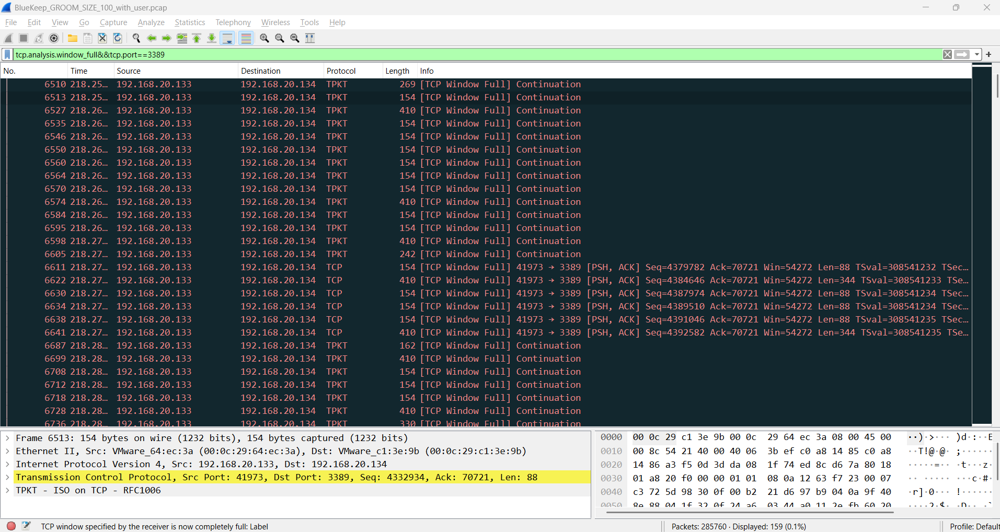 BlueKeep_GROOM_SIZE_100_with_user.pcap
File Edit View Go Capture Analyze Statistics Telephony Wireless Tools Help
tcp.analysis.window_full&&tcp.port==3389
No. Time Source Destination Protocol Length Info
6510 218.25… 192.168.20.133 192.168.20.134 TPKT 269 [TCP Window Full] Continuation
6513 218.25… 192.168.20.133 192.168.20.134 TPKT 154 [TCP Window Full] Continuation
6527 218.26… 192.168.20.133 192.168.20.134 TPKT 410 [TCP Window Full] Continuation
6535 218.26… 192.168.20.133 192.168.20.134 TPKT 154 [TCP Window Full] Continuation
6546 218.26… 192.168.20.133 192.168.20.134 TPKT 154 [TCP Window Full] Continuation
6550 218.26… 192.168.20.133 192.168.20.134 TPKT 154 [TCP Window Full] Continuation
6560 218.26… 192.168.20.133 192.168.20.134 TPKT 154 [TCP Window Full] Continuation
6564 218.26… 192.168.20.133 192.168.20.134 TPKT 154 [TCP Window Full] Continuation
6570 218.26… 192.168.20.133 192.168.20.134 TPKT 154 [TCP Window Full] Continuation
6574 218.26… 192.168.20.133 192.168.20.134 TPKT 410 [TCP Window Full] Continuation
6584 218.26… 192.168.20.133 192.168.20.134 TPKT 154 [TCP Window Full] Continuation
6595 218.26… 192.168.20.133 192.168.20.134 TPKT 154 [TCP Window Full] Continuation
6598 218.27… 192.168.20.133 192.168.20.134 TPKT 410 [TCP Window Full] Continuation
6605 218.27… 192.168.20.133 192.168.20.134 TPKT 242 [TCP Window Full] Continuation
6611 218.27… 192.168.20.133 192.168.20.134 TCP 154 [TCP Window Full] 41973 → 3389 [PSH, ACK] Seq=4379782 Ack=70721 Win=54272 Len=88 TSval=308541232 TSec…
6622 218.27… 192.168.20.133 192.168.20.134 TCP 410 [TCP Window Full] 41973 → 3389 [PSH, ACK] Seq=4384646 Ack=70721 Win=54272 Len=344 TSval=308541233 TSe…
6630 218.27… 192.168.20.133 192.168.20.134 TCP 154 [TCP Window Full] 41973 → 3389 [PSH, ACK] Seq=4387974 Ack=70721 Win=54272 Len=88 TSval=308541234 TSec…
6634 218.27… 192.168.20.133 192.168.20.134 TCP 154 [TCP Window Full] 41973 → 3389 [PSH, ACK] Seq=4389510 Ack=70721 Win=54272 Len=88 TSval=308541234 TSec…
6638 218.27… 192.168.20.133 192.168.20.134 TCP 154 [TCP Window Full] 41973 → 3389 [PSH, ACK] Seq=4391046 Ack=70721 Win=54272 Len=88 TSval=308541235 TSec…
6641 218.27… 192.168.20.133 192.168.20.134 TCP 410 [TCP Window Full] 41973 → 3389 [PSH, ACK] Seq=4392582 Ack=70721 Win=54272 Len=344 TSval=308541235 TSe…
6687 218.28… 192.168.20.133 192.168.20.134 TPKT 162 [TCP Window Full] Continuation
6699 218.28… 192.168.20.133 192.168.20.134 TPKT 410 [TCP Window Full] Continuation
6708 218.28… 192.168.20.133 192.168.20.134 TPKT 154 [TCP Window Full] Continuation
6712 218.28… 192.168.20.133 192.168.20.134 TPKT 154 [TCP Window Full] Continuation
6718 218.28… 192.168.20.133 192.168.20.134 TPKT 154 [TCP Window Full] Continuation
6728 218.28… 192.168.20.133 192.168.20.134 TPKT 410 [TCP Window Full] Continuation
6736 218.28… 192.168.20.133 192.168.20.134 TPKT 330 [TCP Window Full] Continuation
Frame 6513: 154 bytes on wire (1232 bits), 154 bytes captured (1232 bits)
Ethernet II, Src: VMware_64:ec:3a (00:0c:29:64:ec:3a), Dst: VMware_c1:3e:9b (00:0c:29:c1:3e:9b)
Internet Protocol Version 4, Src: 192.168.20.133, Dst: 192.168.20.134
Transmission Control Protocol, Src Port: 41973, Dst Port: 3389, Seq: 4332934, Ack: 70721, Len: 88
TPKT - ISO on TCP - RFC1006
0000 00 0c 29 c1 3e 9b 00 0c 29 64 ec 3a 08 00 45 00 ··)·>··· )d·:··E
0010 00 8c 54 21 40 00 40 06 3b ef c0 a8 14 85 c0 a8 ··T!@·@· ;······
0020 14 86 a3 f5 0d 3d da 08 1f 74 ed 8c d6 7a 80 18 ·····=·· ·t···z·
0030 01 a8 20 f0 00 00 01 01 08 0a 12 63 f7 23 00 07 ·· ····· ···c·#·
0040 c3 72 5d 98 30 0f 00 b2 21 d6 97 b9 04 0a 9f 40 ·r]·0··· !······
0050 8e 88 04 1f 32 0f 24 a6 03 44 a0 11 2e fb 60 20 ····2·$· ·D··.·`
TCP window specified by the receiver is now completely full: Label
Packets: 285760 · Displayed: 159 (0.1%)
Profile: Default